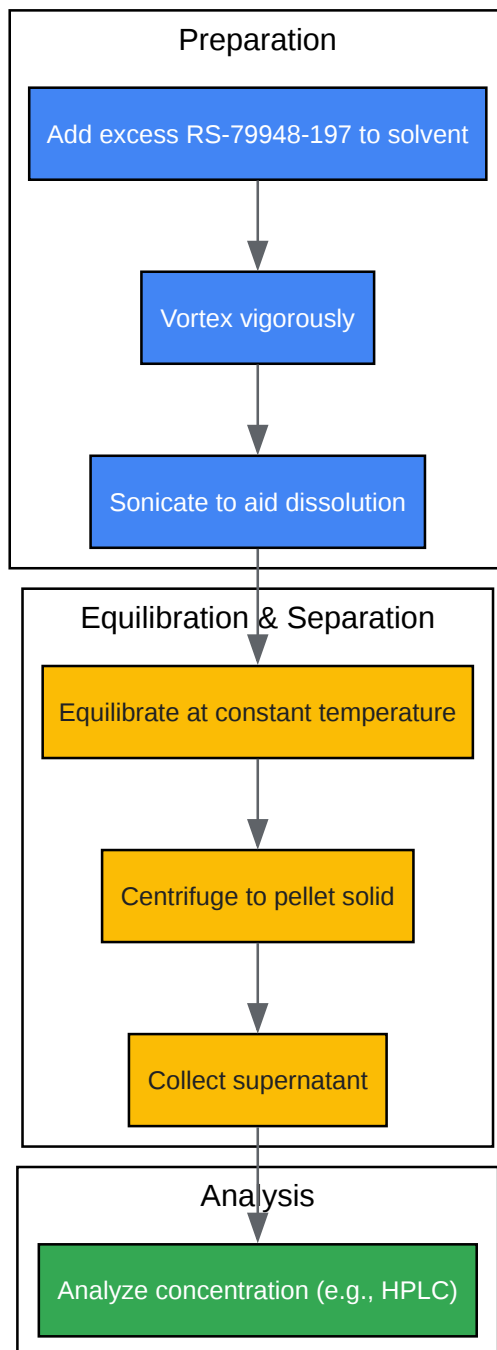 Preparation
Add excess RS-79948-197 to solvent
Vortex vigorously
Sonicate to aid dissolution
Equilibration & Separation
Equilibrate at constant temperature
Centrifuge to pellet solid
Collect supernatant
Analysis
Analyze concentration (e.g., HPLC)